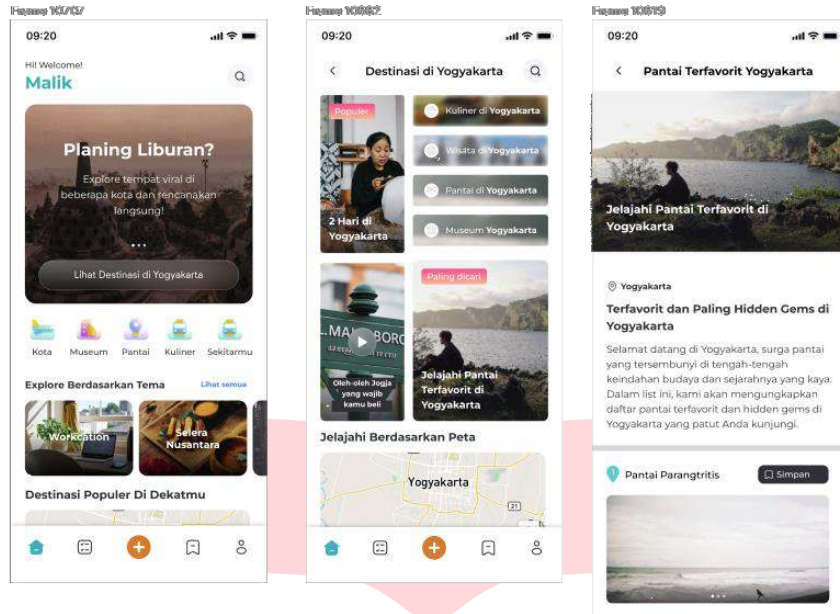 09:20
Hi! Welcome!
Malik
Planing Liburan?
Explore tempat viral di
beberapa kota dan rencanakan
langsung!
Lihat Destinasi di Yogyakarta
Kota
Museum
Pantai
Kuliner
Sekitarmu
Explore Berdasarkan Tema
Lihat semua
Workcation
Selera
Nusantara
Destinasi Populer Di Dekatmu
09:20
Destinasi di Yogyakarta
Populer
2 Hari di
Yogyakarta
Kuliner di Yogyakarta
Wisata di Yogyakarta
Pantai di Yogyakarta
Museum Yogyakarta
Oleh-oleh Jogja
yang wajib
kamu beli
Paling dicari
Jelajahi Pantai
Terfavorit di
Yogyakarta
Jelajahi Berdasarkan Peta
Yogyakarta
21
09:20
Pantai Terfavorit Yogyakarta
Jelajahi Pantai Terfavorit di
Yogyakarta
Yogyakarta
Terfavorit dan Paling Hidden Gems di
Yogyakarta
Selamat datang di Yogyakarta, surga pantai
yang tersembunyi di tengah-tengah
keindahan budaya dan sejarahnya yang kaya.
Dalam list ini, kami akan mengungkapkan
daftar pantai terfavorit dan hidden gems di
Yogyakarta yang patut Anda kunjungi.
1
Pantai Parangtritis
Simpan